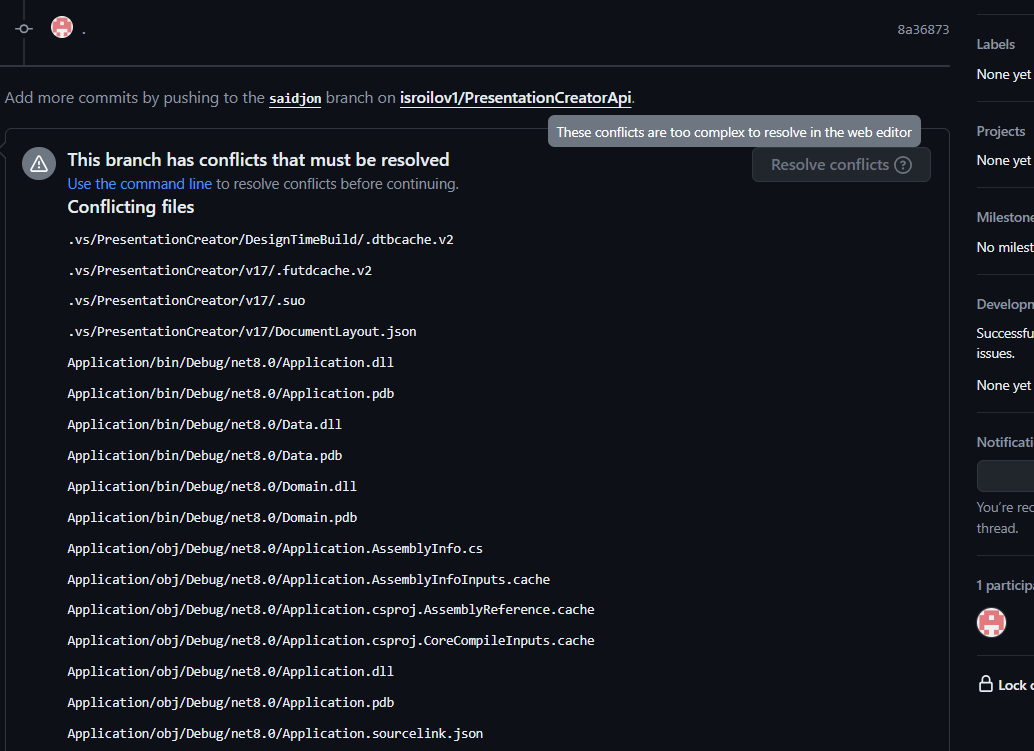 .
8a36873
Add more commits by pushing to the saidjon branch on isroilov1/PresentationCreatorApi.
These conflicts are too complex to resolve in the web editor
This branch has conflicts that must be resolved
Use the command line to resolve conflicts before continuing.
Resolve conflicts
Conflicting files
.vs/PresentationCreator/DesignTimeBuild/.dtbcache.v2
.vs/PresentationCreator/v17/.futdcache.v2
.vs/PresentationCreator/v17/.suo
.vs/PresentationCreator/v17/DocumentLayout.json
Application/bin/Debug/net8.0/Application.dll
Application/bin/Debug/net8.0/Application.pdb
Application/bin/Debug/net8.0/Data.dll
Application/bin/Debug/net8.0/Data.pdb
Application/bin/Debug/net8.0/Domain.dll
Application/bin/Debug/net8.0/Domain.pdb
Application/obj/Debug/net8.0/Application.AssemblyInfo.cs
Application/obj/Debug/net8.0/Application.AssemblyInfoInputs.cache
Application/obj/Debug/net8.0/Application.csproj.AssemblyReference.cache
Application/obj/Debug/net8.0/Application.csproj.CoreCompileInputs.cache
Application/obj/Debug/net8.0/Application.dll
Application/obj/Debug/net8.0/Application.pdb
Application/obj/Debug/net8.0/Application.sourcelink.json
Labels
None yet
Projects
None yet
Milestone
No milest
Developn
Successfu
issues.
None yet
Notificati
You're rec
thread.
1 participa
Lock c